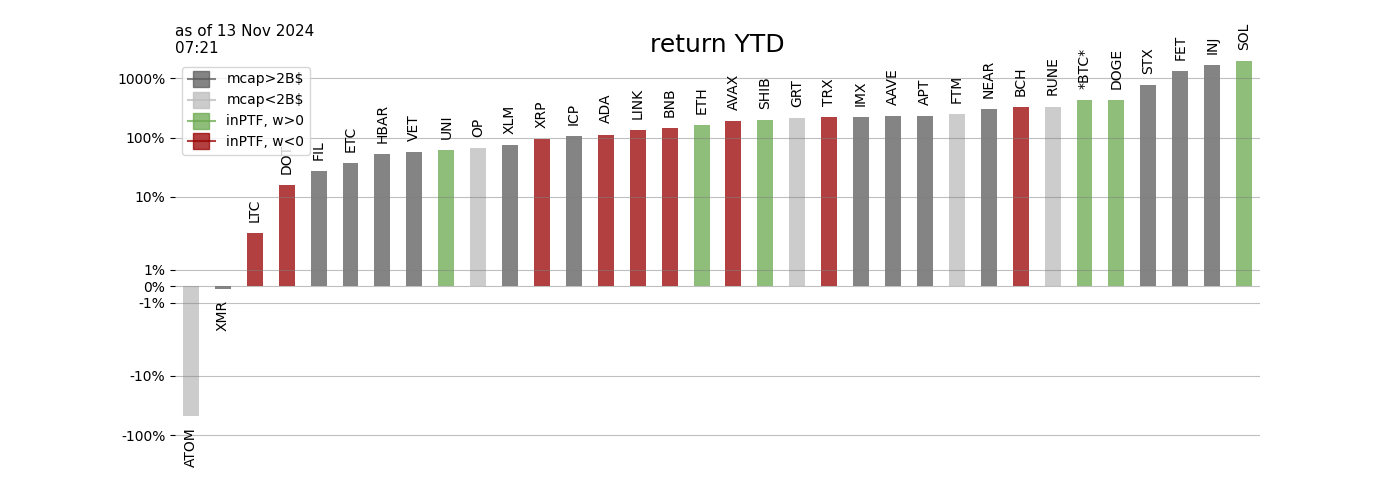 as of 13 Nov 2024
07:21
return YTD
mcap>2B$
mcap<2B$
inPTF, w>0
inPTF, w<0
1000%
100%
10%
1%
0%
-1%
-10%
-100%
ATOM
XMR
LTC
DOT
FIL
ETC
HBAR
VET
UNI
OP
XLM
XRP
ICP
ADA
LINK
BNB
ETH
AVAX
SHIB
GRT
TRX
IMX
AAVE
APT
FTM
NEAR
BCH
RUNE
*BTC*
DOGE
STX
FET
INJ
SOL